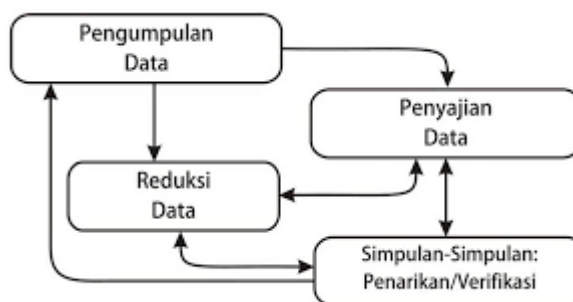 Pengumpulan
Data
Penyajian
Data
Reduksi
Data
Simpulan-Simpulan:
Penarikan/Verifikasi